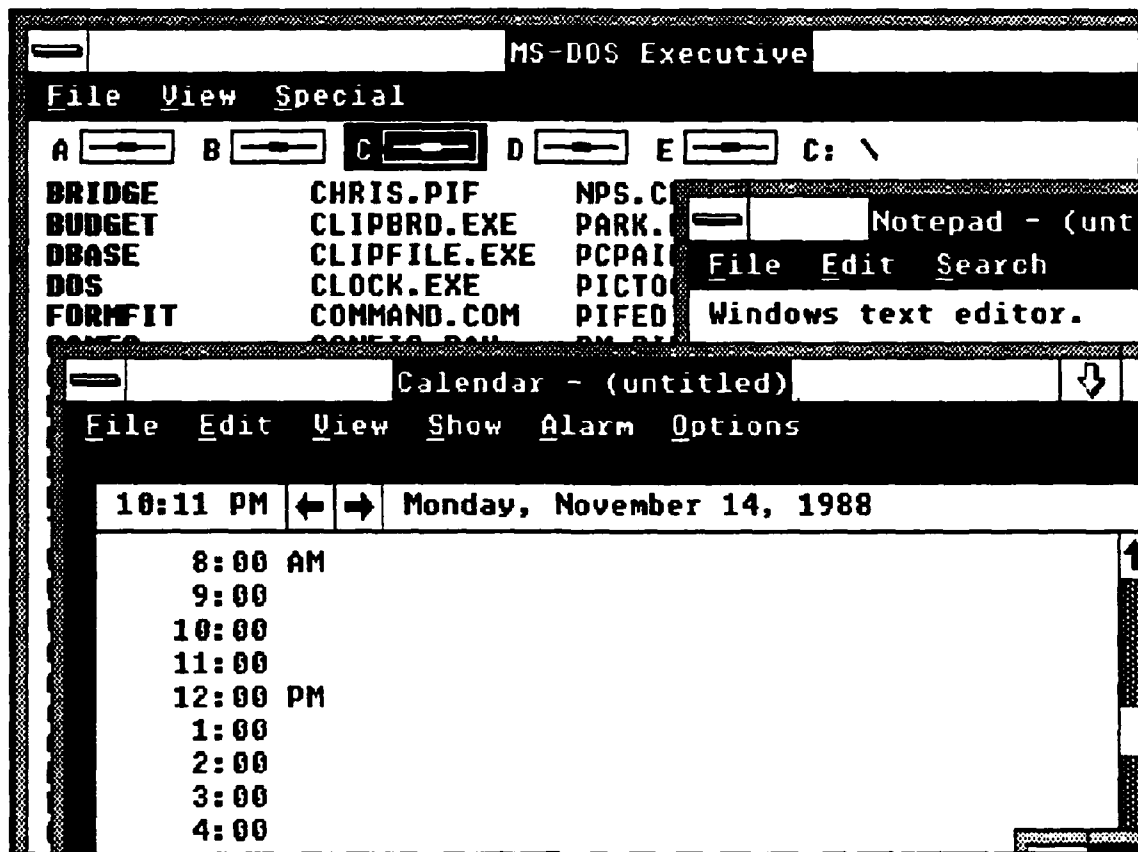 MS-DOS Executive
File View Special
A B C D E C: \
BRIDGE CHRIS.PIF
BUDGET CLIPBRD.EXE
DBASE CLIPFILE.EXE
DOS CLOCK.EXE
FORMFIT COMMAND.COM
Notepad - (unt
File Edit Search
Windows text editor.
Calendar - (untitled)
File Edit View Show Alarm Options
10:11 PM Monday, November 14, 1988
8:00 AM
9:00
10:00
11:00
12:00 PM
1:00
2:00
3:00
4:00